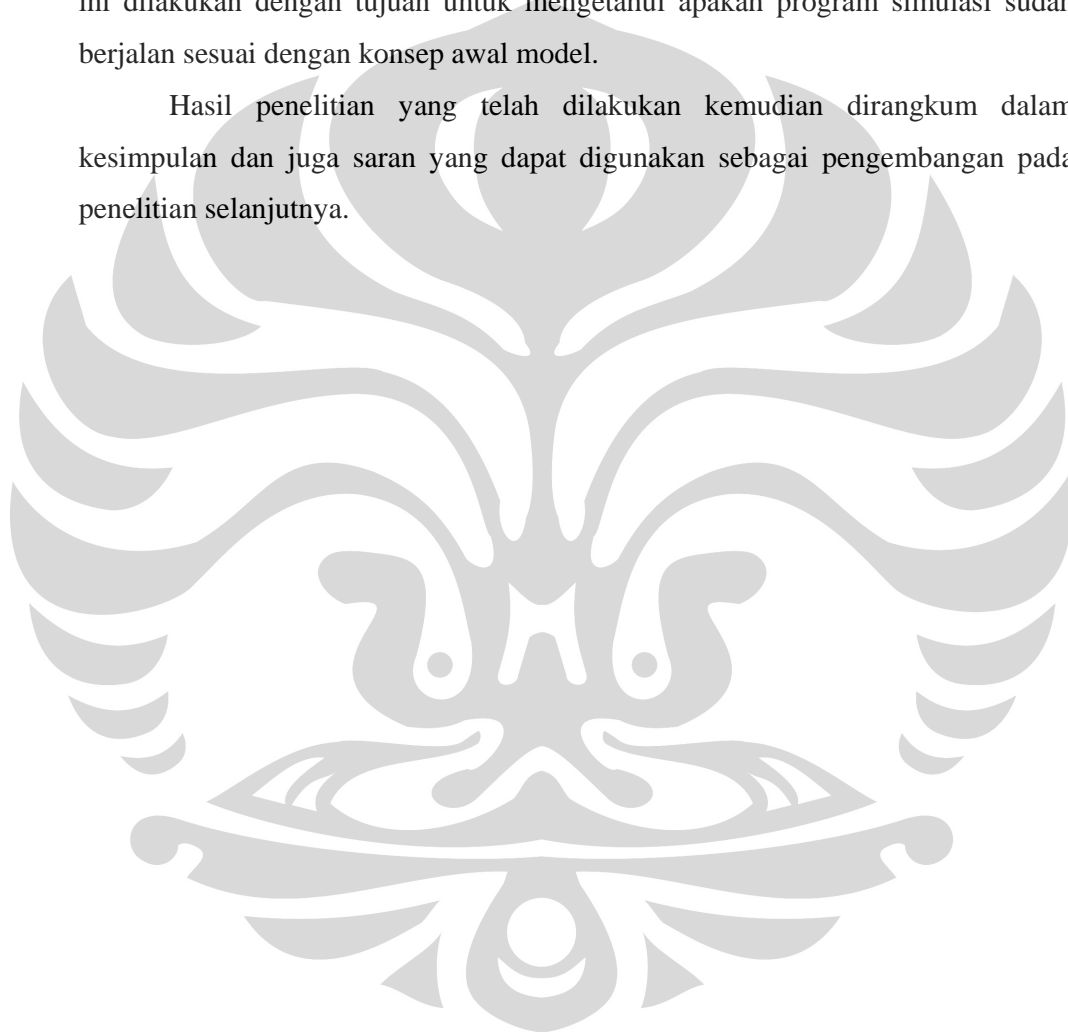 ini dilakukan dengan tujuan untuk mengetahui apakah program simulasi sudah
berjalan sesuai dengan konsep awal model.
Hasil penelitian yang telah dilakukan kemudian dirangkum dalam
kesimpulan dan juga saran yang dapat digunakan sebagai pengembangan pada
penelitian selanjutnya.